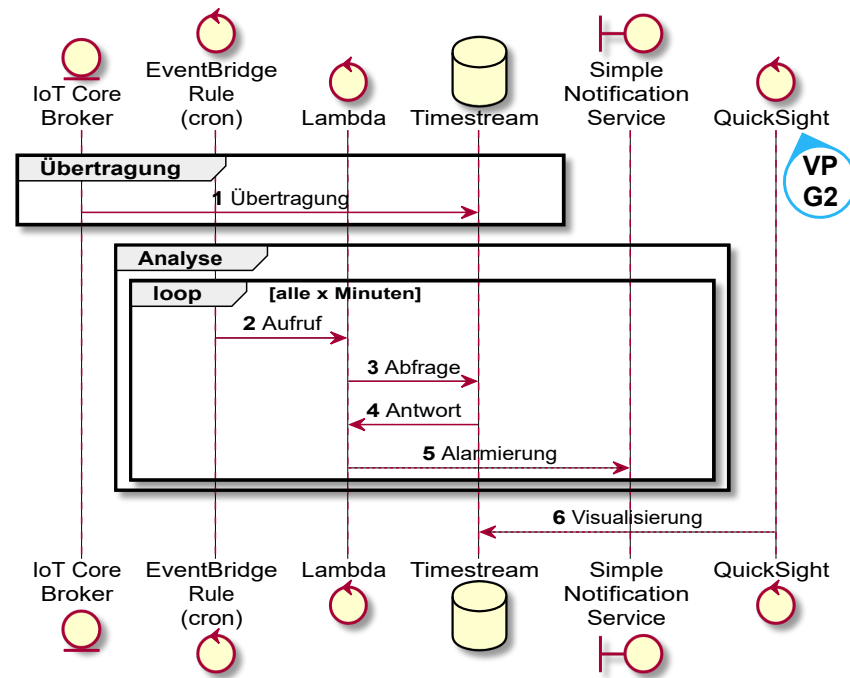 IoT Core
Broker
EventBridge
Rule
(cron)
Lambda
Timestream
Simple
Notification
Service
QuickSight
VP
G2
Übertragung
1 Übertragung
Analyse
loop
[alle x Minuten]
2 Aufruf
3 Abfrage
4 Antwort
5 Alarmierung
6 Visualisierung
IoT Core
Broker
EventBridge
Rule
(cron)
Lambda
Timestream
Simple
Notification
Service
QuickSight